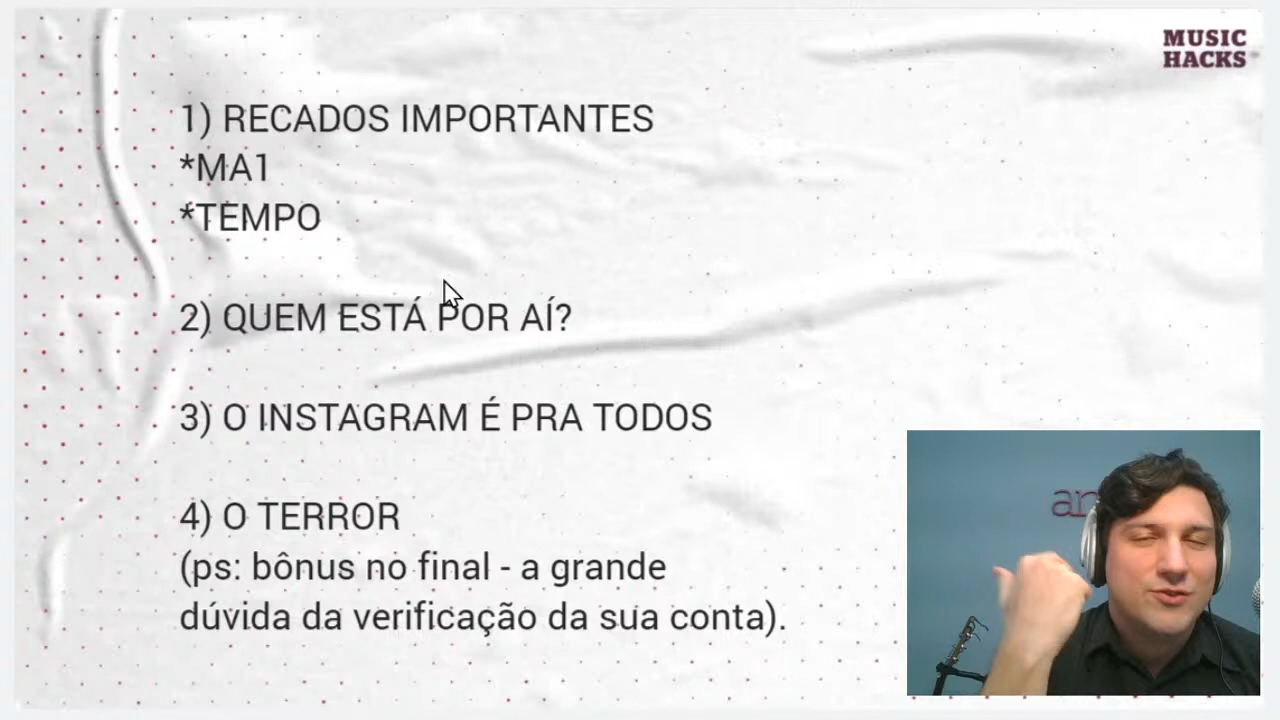 MUSIC
HACKS
1) RECADOS IMPORTANTES
*MA1
*TEMPO
2) QUEM ESTÁ POR AÍ?
3) O INSTAGRAM É PRA TODOS
4) O TERROR
(ps: bônus no final - a grande
dúvida da verificação da sua conta).